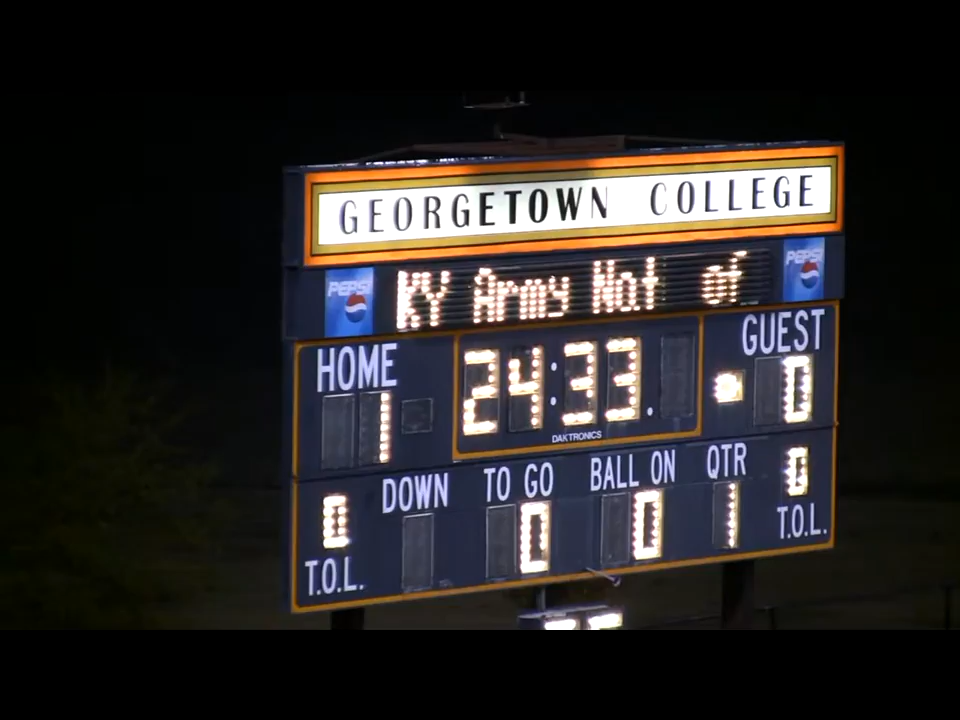 GEORGETOWN COLLEGE
PEPSI KY Army Nat of PEPSI
HOME 24:33. GUEST
1 0
DAKTRONICS
DOWN TO GO BALL ON QTR
0 0 0 1 0
T.O.L. T.O.L.